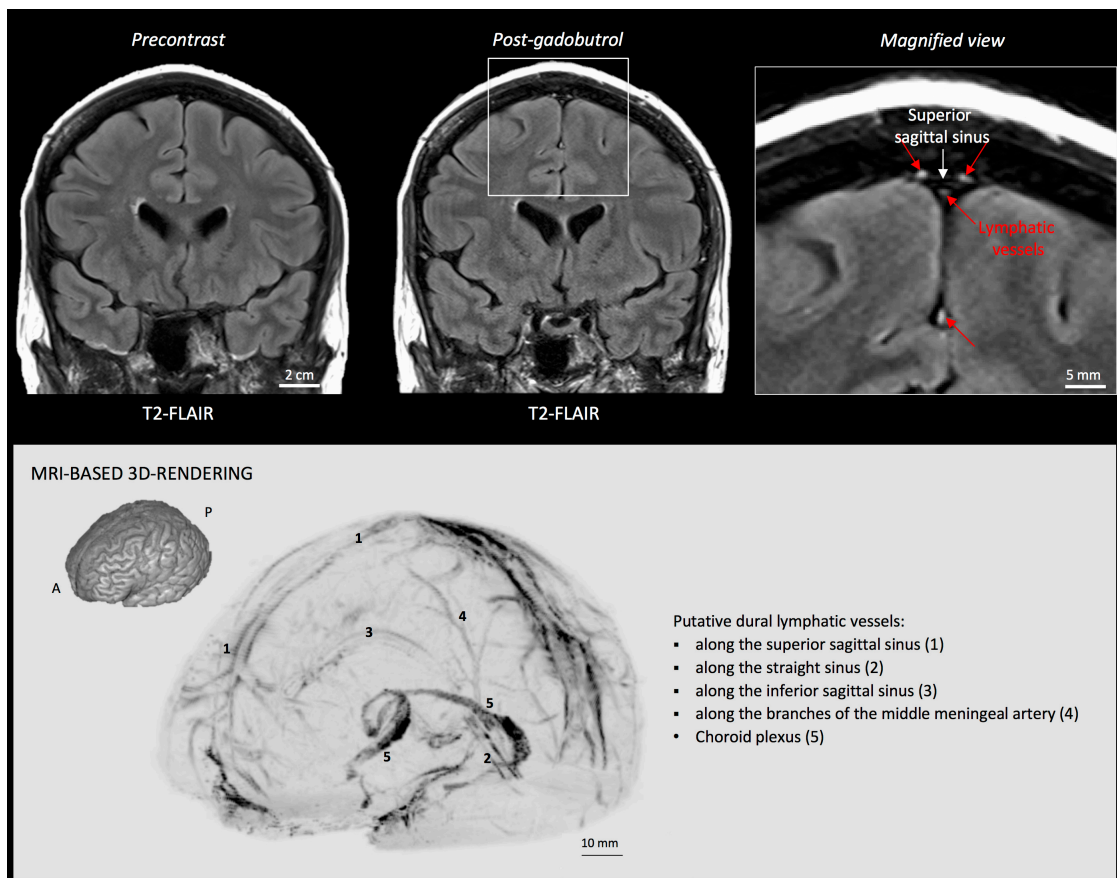 Precontrast
Post-gadobutrol
Magnified view
Superior
sagittal sinus
Lymphatic
vessels
2 cm
5 mm
T2-FLAIR
T2-FLAIR
MRI-BASED 3D-RENDERING
P
A
1
1
3
4
5
5
2
10 mm
Putative dural lymphatic vessels:
▪ along the superior sagittal sinus (1)
▪ along the straight sinus (2)
▪ along the inferior sagittal sinus (3)
▪ along the branches of the middle meningeal artery (4)
• Choroid plexus (5)